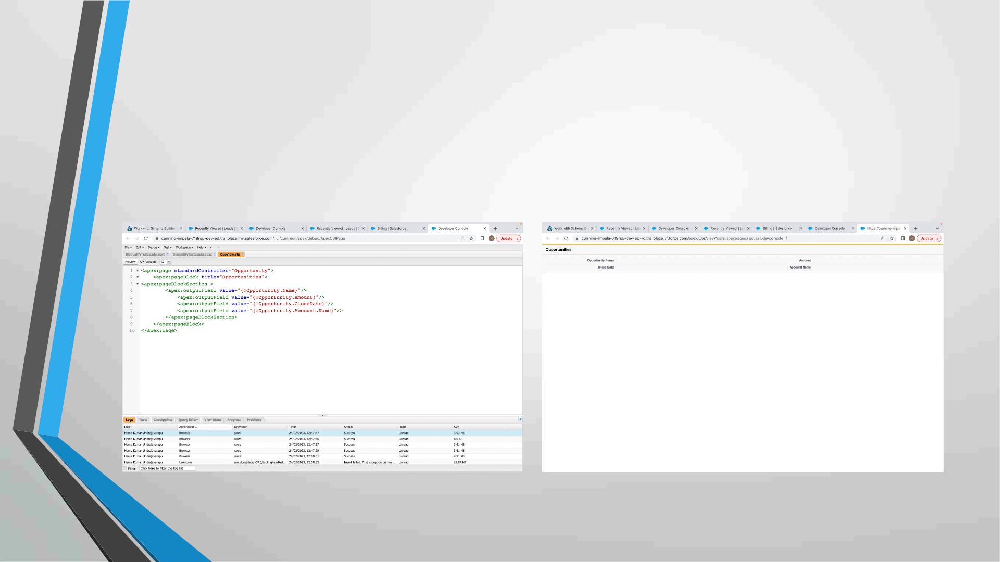 Work with Schema Builder
Recently Viewed | Leads | S
Developer Console
Recently Viewed | Leads | S
Billing | Salesforce
Developer Console
cunning-impala-719rsq-dev-ed.trailblaze.my.salesforce.com/_ui/common/apex/debug/ApexCSIPage
Update
File Edit Debug Test Workspace Help < >
DisqualifyTestLeads.apxt
DisqualifyTestLeads.apxc
OppView.vfp
Preview API Version: 57
1 <apex:page standardController="Opportunity">
2 <apex:pageBlock title="Opportunities">
3 <apex:pageBlockSection >
4 <apex:outputField value="{!Opportunity.Name}"/>
5 <apex:outputField value="{!Opportunity.Amount}"/>
6 <apex:outputField value="{!Opportunity.CloseDate}"/>
7 <apex:outputField value="{!Opportunity.Account.Name}"/>
8 </apex:pageBlockSection>
9 </apex:pageBlock>
10 </apex:page>
Logs Tests Checkpoints Query Editor View State Progress Problems
User Application Operation Time Status Read Size
Hema Kumar Undrajavarapu Browser /aura 24/02/2023, 12:47:47 Success Unread 3.03 KB
Hema Kumar Undrajavarapu Browser /aura 24/02/2023, 12:47:46 Success Unread 6.6 KB
Hema Kumar Undrajavarapu Browser /aura 24/02/2023, 12:47:37 Success Unread 3.61 KB
Hema Kumar Undrajavarapu Browser /aura 24/02/2023, 12:47:29 Success Unread 3.61 KB
Hema Kumar Undrajavarapu Browser /aura 24/02/2023, 12:00:51 Success Unread 4.51 KB
Hema Kumar Undrajavarapu Unknown /services/data/v57.0/tooling/runTest... 24/02/2023, 12:58:32 Insert failed. First exception on row ... Unread 18.84 KB
Filter Click here to filter the log list
Work with Schema Bu
Recently Viewed | Lea
Developer Console
Recently Viewed | Lea
Billing | Salesforce
Developer Console
https://cunning-impa
cunning-impala-719rsq-dev-ed--c.trailblaze.vf.force.com/apex/OppView?core.apexpages.request.devconsole=1
H
Update
Opportunities
Opportunity Name Amount
Close Date Account Name